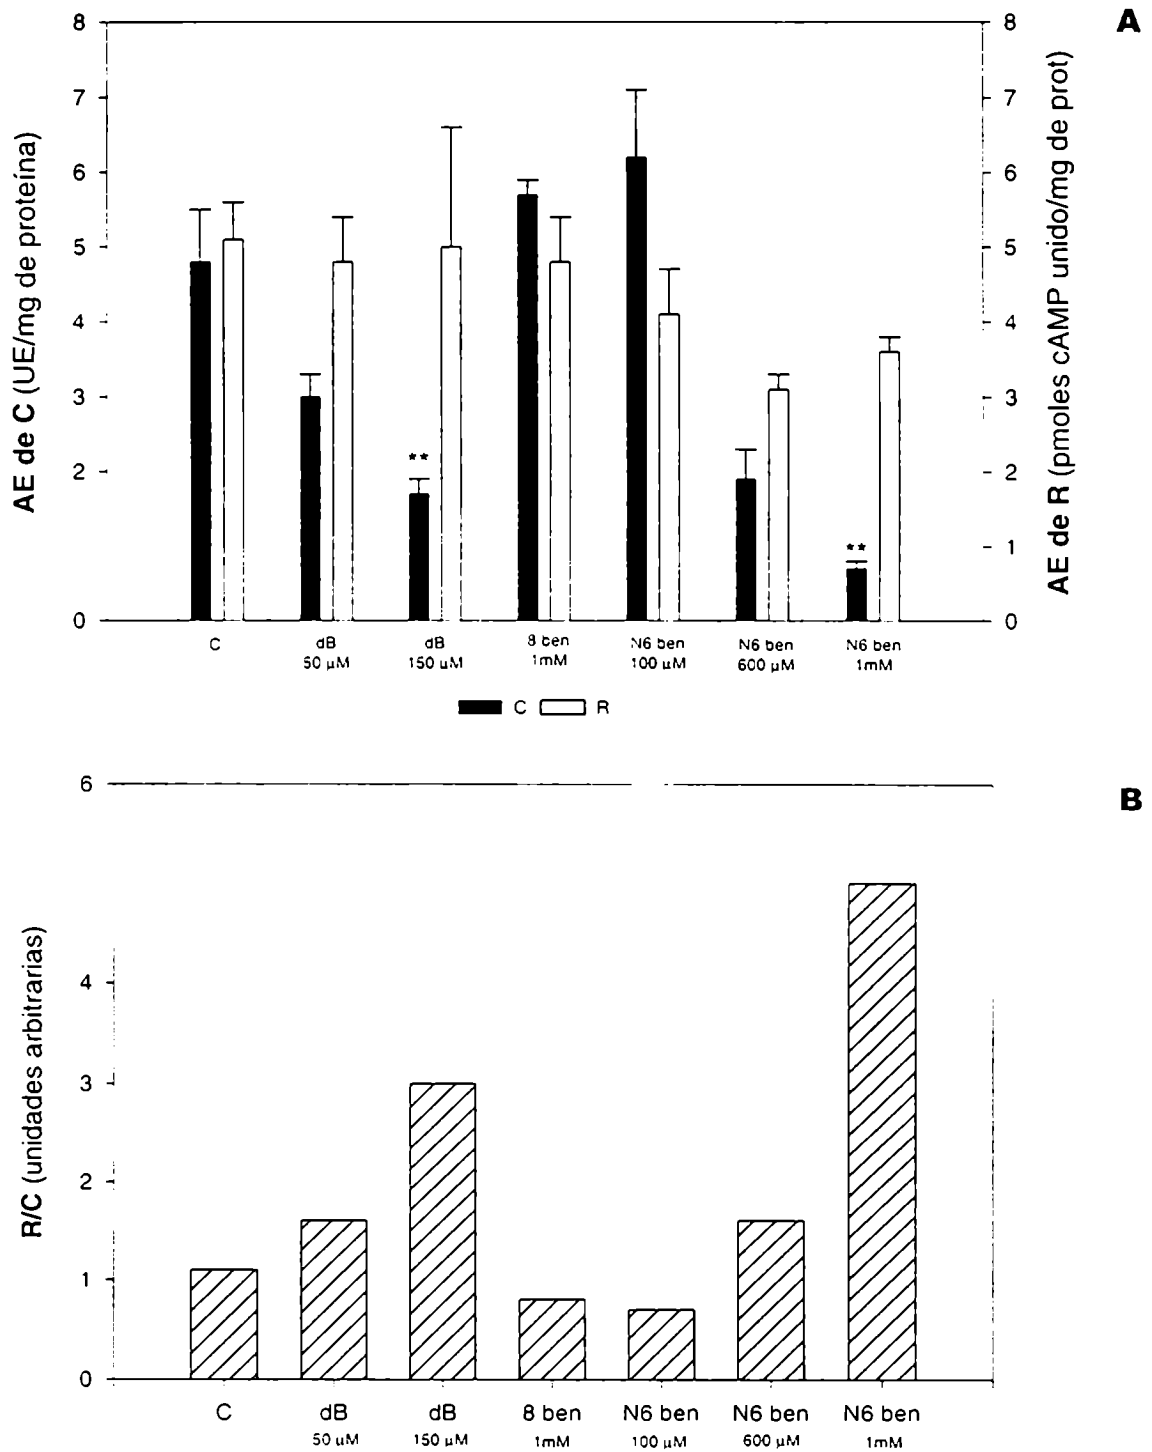 A
AE de C (UE/mg de proteína)
8
7
6
5
4
3
2
0
8
7
6
5
4
3
2
1
0
AE de R (pmoles cAMP unido/mg de prot)
**
**
C
dB
50 µM
dB
150 µM
8 ben
1mM
N6 ben
100 µM
N6 ben
600 µM
N6 ben
1mM
C
R
B
R/C (unidades arbitrarias)
6
4
3
2
1
0
C
dB
50 µM
dB
150 µM
8 ben
1mM
N6 ben
100 µM
N6 ben
600 µM
N6 ben
1mM